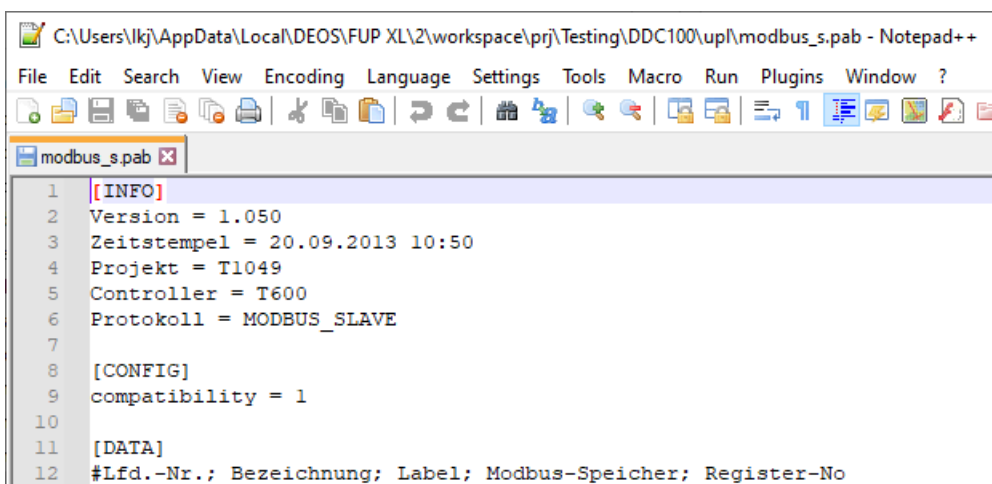 C:\Users\lkj\AppData\Local\DEOS\FUP XL\2\workspace\prj\Testing\DDC100\upl\modbus_s.pab - Notepad++
File Edit Search View Encoding Language Settings Tools Macro Run Plugins Window ?
modbus_s.pab
1 [INFO]
2 Version = 1.050
3 Zeitstempel = 20.09.2013 10:50
4 Projekt = T1049
5 Controller = T600
6 Protokoll = MODBUS_SLAVE
7
8 [CONFIG]
9 compatibility = 1
10
11 [DATA]
12 #Lfd.-Nr.; Bezeichnung; Label; Modbus-Speicher; Register-No